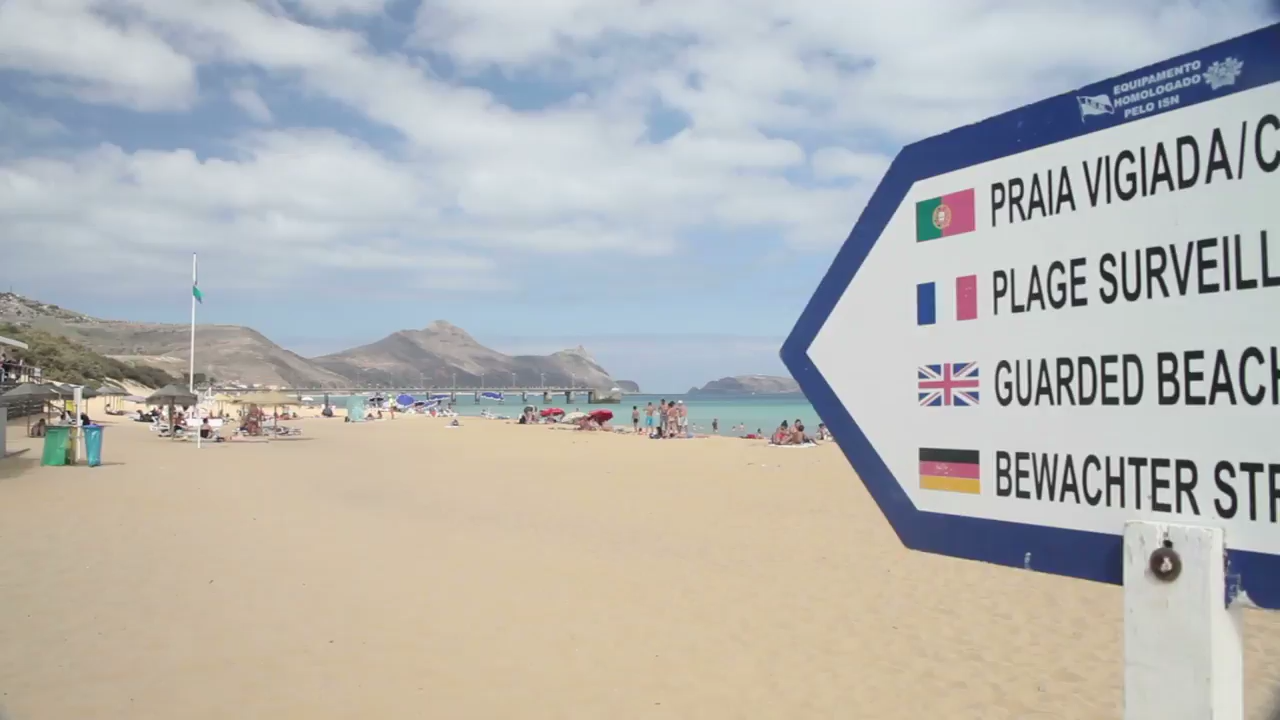 EQUIPAMENTO
HOMOLOGADO
PELO ISN
PRAIA VIGIADA/C
PLAGE SURVEILL
GUARDED BEACH
BEWACHTER STR